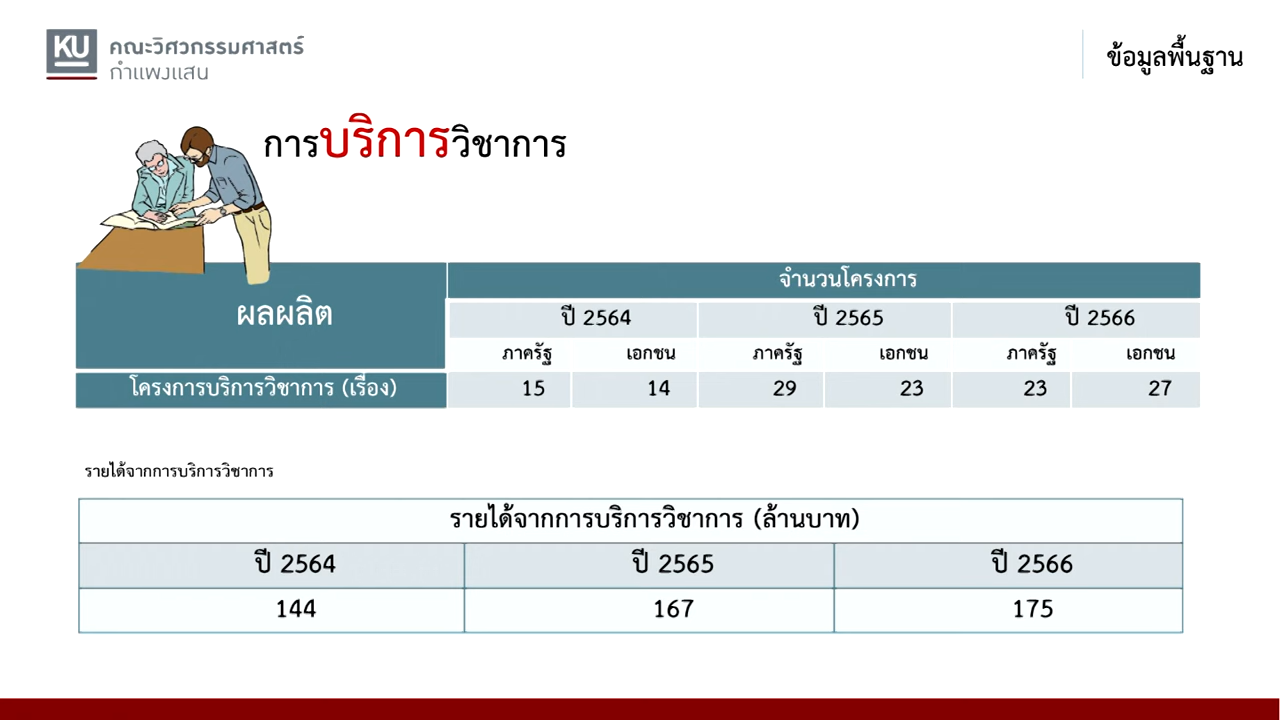 KU คณะวิศวกรรมศาสตร์
กำแพงแสน
ข้อมูลพื้นฐาน
การบริการวิชาการ
ผลผลิต
จำนวนโครงการ
ปี 2564 ปี 2565 ปี 2566
ภาครัฐ เอกชน ภาครัฐ เอกชน ภาครัฐ เอกชน
โครงการบริการวิชาการ (เรื่อง) 15 14 29 23 23 27
รายได้จากการบริการวิชาการ
รายได้จากการบริการวิชาการ (ล้านบาท)
ปี 2564 ปี 2565 ปี 2566
144 167 175